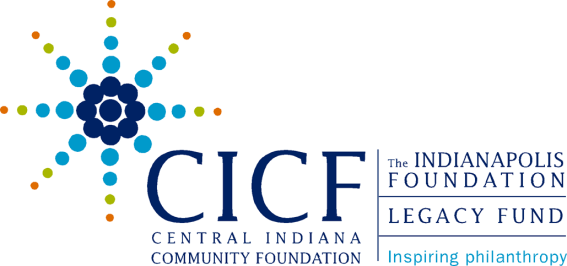 CICF
CENTRAL INDIANA
COMMUNITY FOUNDATION
The INDIANAPOLIS
FOUNDATION
LEGACY FUND
Inspiring philanthropy